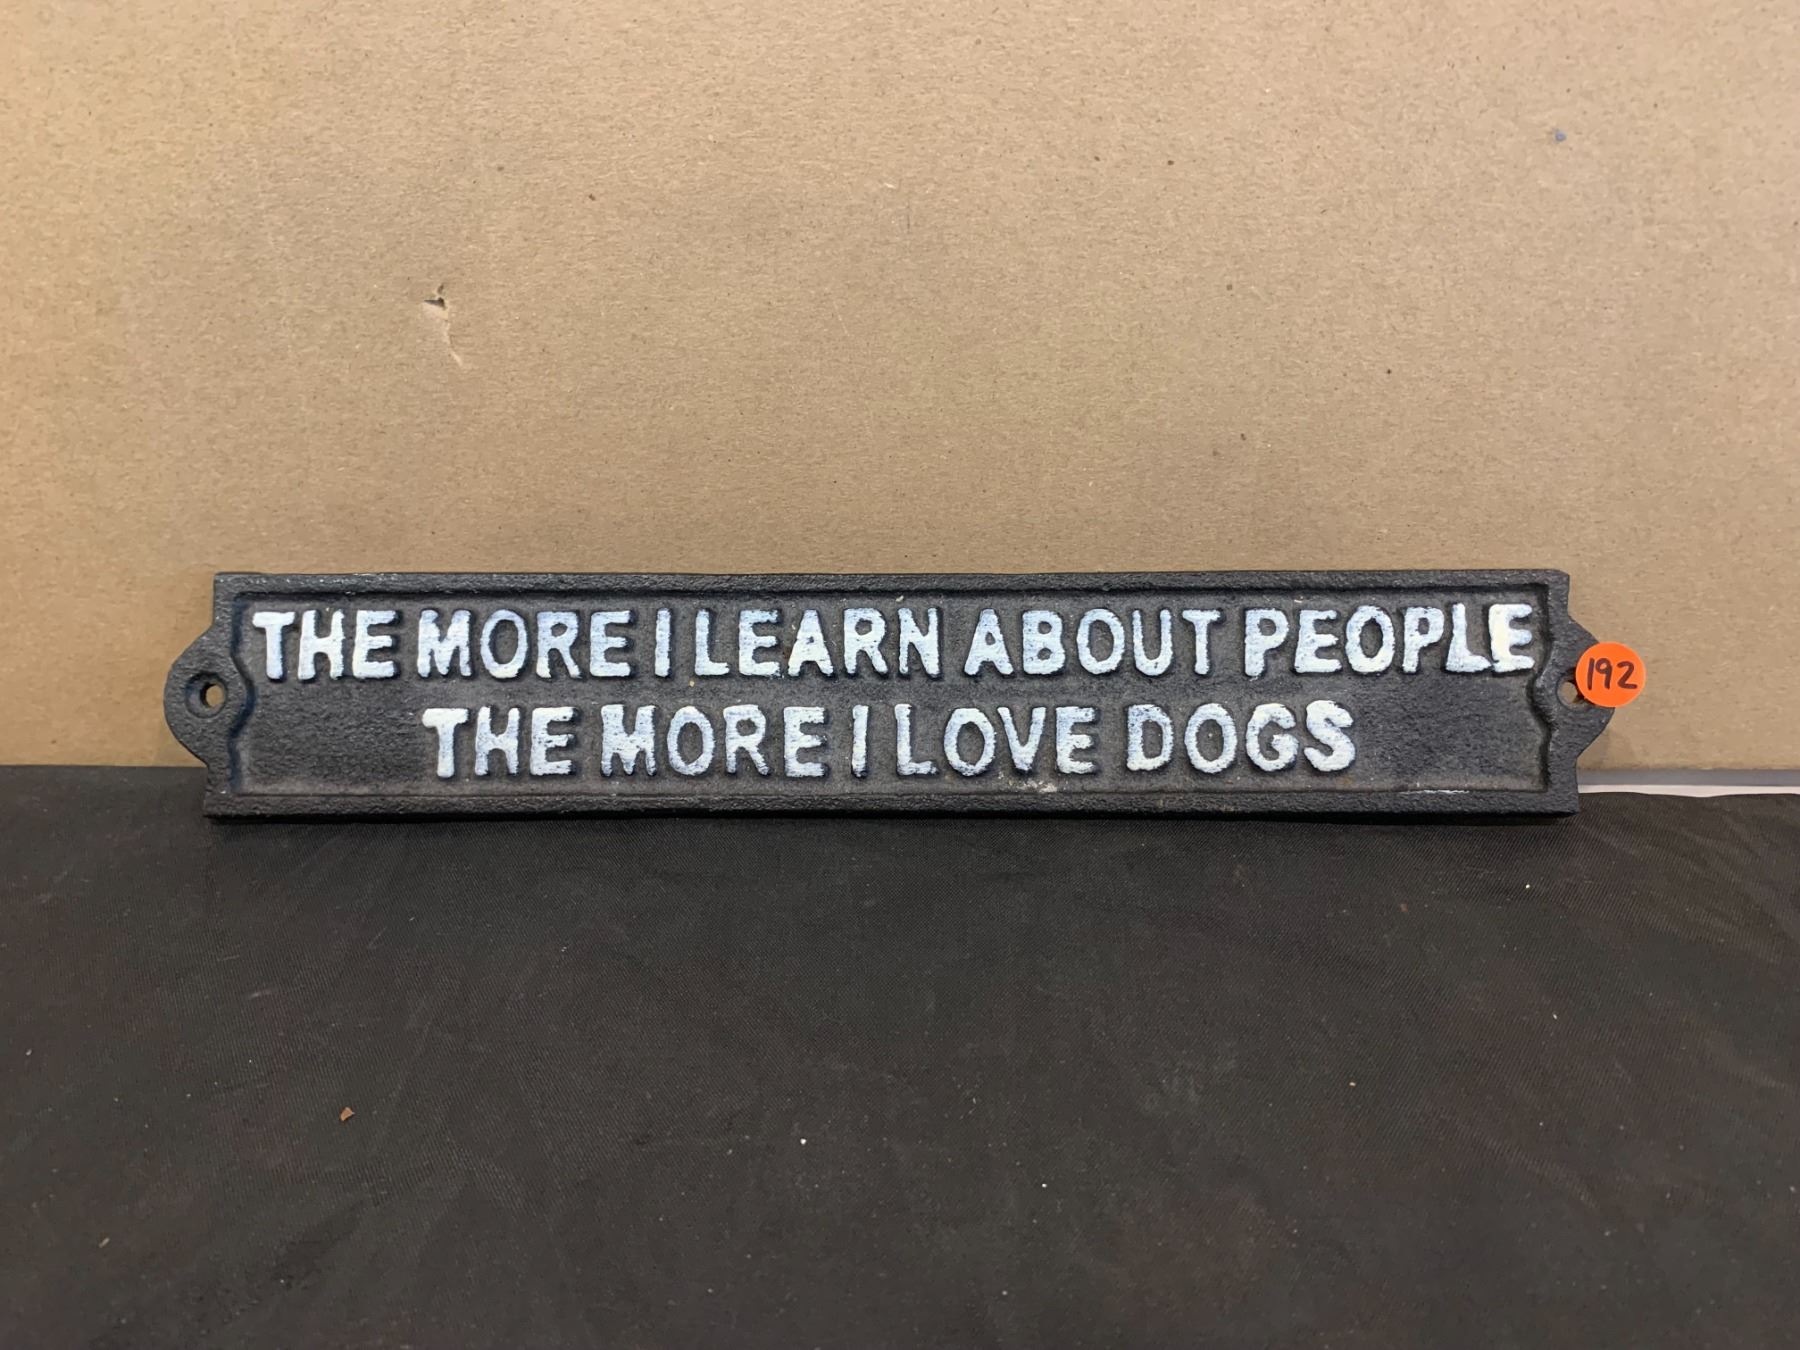 THE MORE I LEARN ABOUT PEOPLE
192
THE MORE I LOVE DOGS